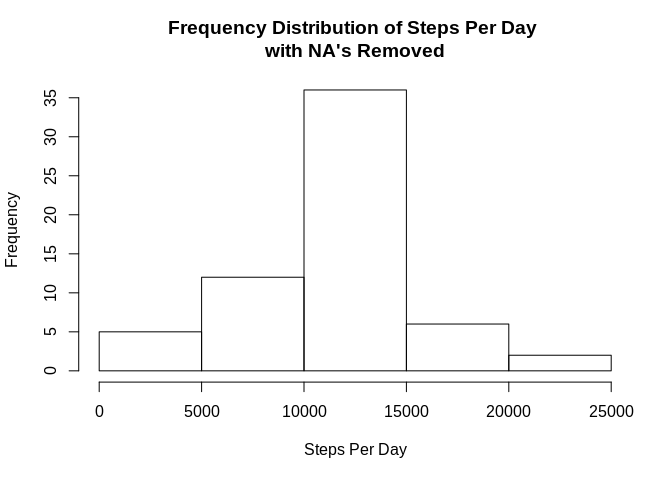 Frequency Distribution of Steps Per Day
with NA's Removed
Frequency
35
30
25
20
15
10
5
0
0 5000 10000 15000 20000 25000
Steps Per Day